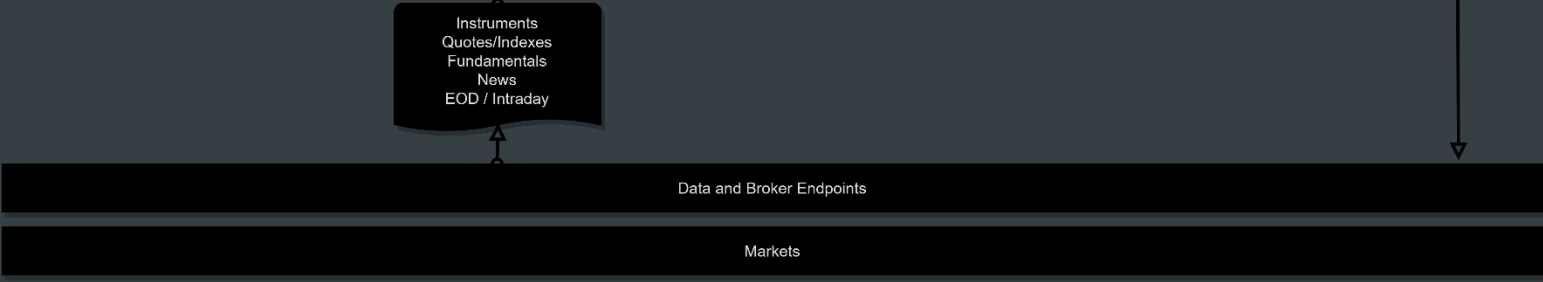 Instruments
Quotes/Indexes
Fundamentals
News
EOD / Intraday
Data and Broker Endpoints
Markets